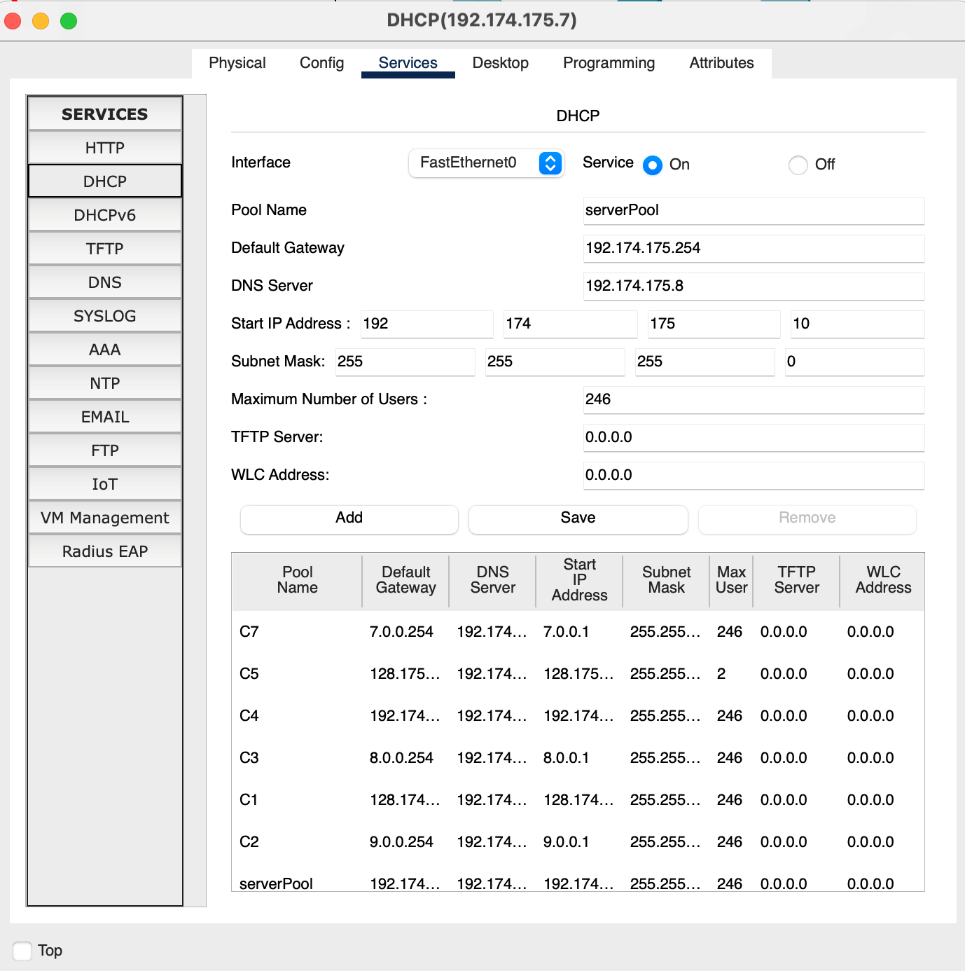 DHCP(192.174.175.7)
Physical Config Services Desktop Programming Attributes
SERVICES
HTTP
DHCP
DHCPv6
TFTP
DNS
SYSLOG
AAA
NTP
EMAIL
FTP
IoT
VM Management
Radius EAP
DHCP
Interface FastEthernet0 Service On Off
Pool Name serverPool
Default Gateway 192.174.175.254
DNS Server 192.174.175.8
Start IP Address : 192 174 175 10
Subnet Mask: 255 255 255 0
Maximum Number of Users : 246
TFTP Server: 0.0.0.0
WLC Address: 0.0.0.0
Add Save Remove
Pool Name Default Gateway DNS Server Start IP Address Subnet Mask Max User TFTP Server WLC Address
C7 7.0.0.254 192.174... 7.0.0.1 255.255... 246 0.0.0.0 0.0.0.0
C5 128.175... 192.174... 128.175... 255.255... 2 0.0.0.0 0.0.0.0
C4 192.174... 192.174... 192.174... 255.255... 246 0.0.0.0 0.0.0.0
C3 8.0.0.254 192.174... 8.0.0.1 255.255... 246 0.0.0.0 0.0.0.0
C1 128.174... 192.174... 128.174... 255.255... 246 0.0.0.0 0.0.0.0
C2 9.0.0.254 192.174... 9.0.0.1 255.255... 246 0.0.0.0 0.0.0.0
serverPool 192.174... 192.174... 192.174... 255.255... 246 0.0.0.0 0.0.0.0
Top